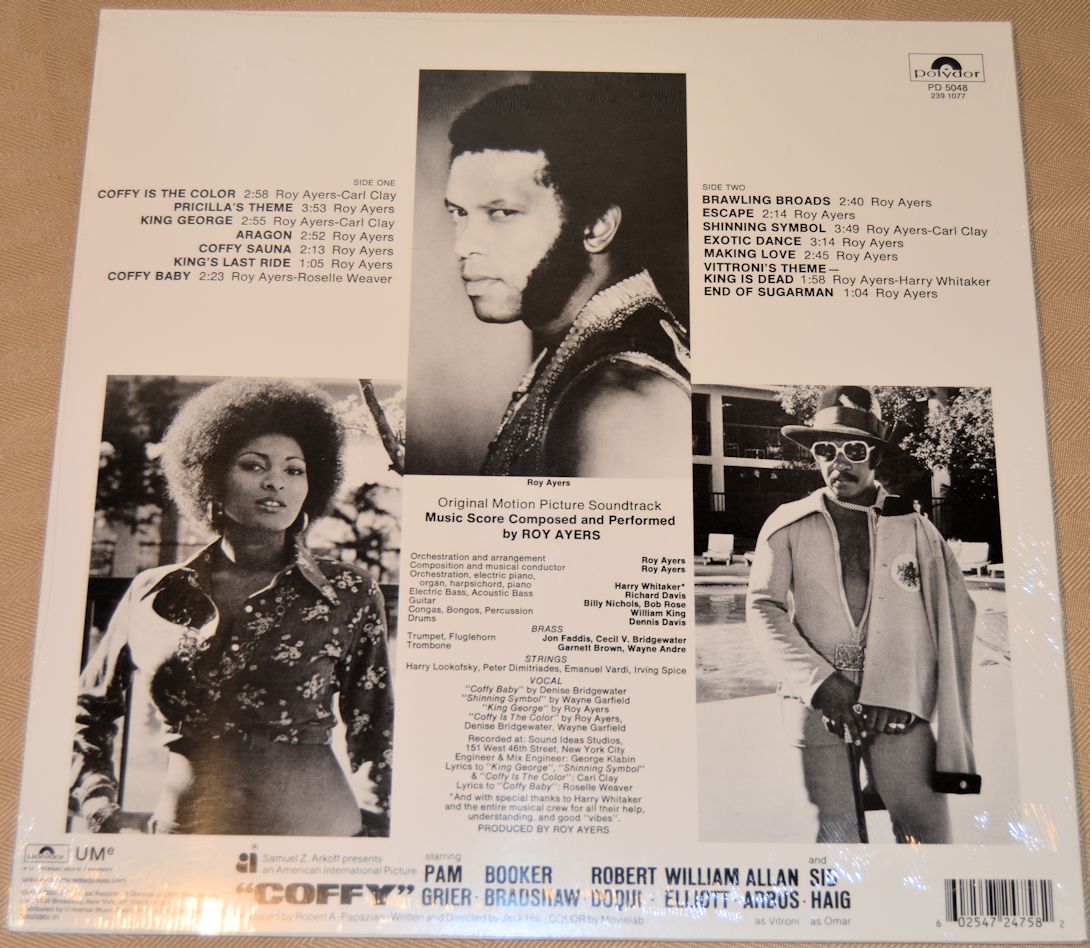 Polydor
PD 5048
239 1077
SIDE ONE
COFFY IS THE COLOR 2:58 Roy Ayers-Carl Clay
PRICILLA'S THEME 3:53 Roy Ayers
KING GEORGE 2:55 Roy Ayers-Carl Clay
ARAGON 2:52 Roy Ayers
COFFY SAUNA 2:13 Roy Ayers
KING'S LAST RIDE 1:05 Roy Ayers
COFFY BABY 2:23 Roy Ayers-Roselle Weaver
SIDE TWO
BRAWLING BROADS 2:40 Roy Ayers
ESCAPE 2:14 Roy Ayers
SHINNING SYMBOL 3:49 Roy Ayers-Carl Clay
EXOTIC DANCE 3:14 Roy Ayers
MAKING LOVE 2:45 Roy Ayers
VITTRONI'S THEME—
KING IS DEAD 1:58 Roy Ayers-Harry Whitaker
END OF SUGARMAN 1:04 Roy Ayers
Roy Ayers
Original Motion Picture Soundtrack
Music Score Composed and Performed
by ROY AYERS
Orchestration and arrangement Roy Ayers
Composition and musical conductor Roy Ayers
Orchestration, electric piano,
organ, harpsichord, piano Harry Whitaker*
Electric Bass, Acoustic Bass Richard Davis
Guitar Billy Nichols, Bob Rose
Congas, Bongos, Percussion William King
Drums Dennis Davis
BRASS
Trumpet, Fluglehorn Jon Faddis, Cecil V. Bridgewater
Trombone Garnett Brown, Wayne Andre
STRINGS
Harry Lookofsky, Peter Dimitriades, Emanuel Vardi, Irving Spice
VOCAL
"Coffy Baby" by Denise Bridgewater
"Shinning Symbol" by Wayne Garfield
"King George" by Roy Ayers
"Coffy Is The Color" by Roy Ayers,
Denise Bridgewater, Wayne Garfield
Recorded at: Sound Ideas Studios,
151 West 46th Street, New York City
Engineer & Mix Engineer: George Klabin
Lyrics to "King George", "Shinning Symbol"
& "Coffy Is The Color": Carl Clay
Lyrics to "Coffy Baby": Roselle Weaver
*And with special thanks to Harry Whitaker
and the entire musical crew for all their help,
understanding, and good "vibes".
PRODUCED BY ROY AYERS
Polydor UMe
ai Samuel Z. Arkoff presents
an American International Picture
"COFFY"
starring
PAM GRIER · BOOKER BRADSHAW · ROBERT DOQUI · WILLIAM ELLIOTT · ALLAN ARBUS · and SID HAIG
as Vitroni as Omar
by Robert A. Papazian · Written and Directed by Jack Hill · COLOR by Movielab
6 02547 24758 2